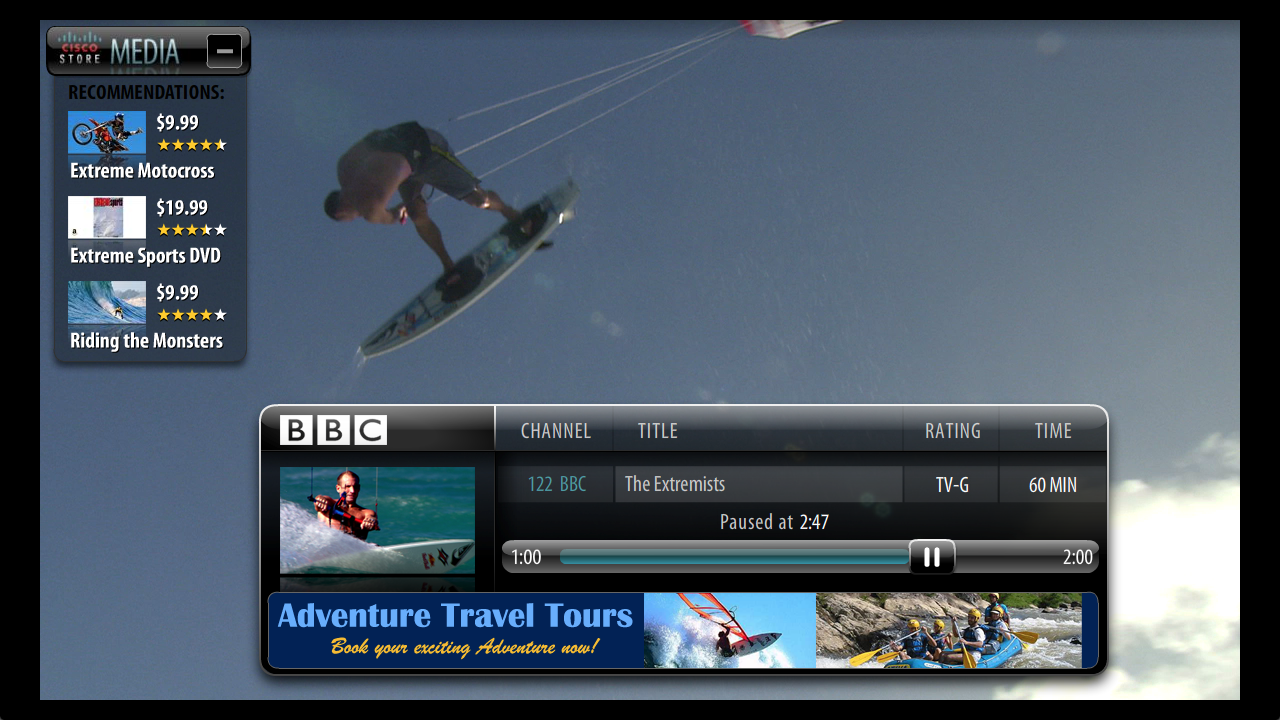 CISCO
STORE MEDIA
RECOMMENDATIONS:
$9.99
Extreme Motocross
$19.99
Extreme Sports DVD
$9.99
Riding the Monsters
BBC
CHANNEL TITLE RATING TIME
122 BBC The Extremists TV-G 60 MIN
Paused at 2:47
1:00 2:00
Adventure Travel Tours
Book your exciting Adventure now!